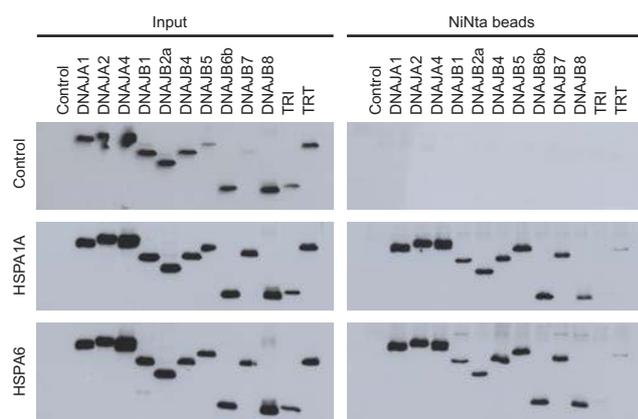 Input
NiNta beads
Control
DNAJA1
DNAJA2
DNAJA4
DNAJB1
DNAJB2a
DNAJB4
DNAJB5
DNAJB6b
DNAJB7
DNAJB8
TRI
TRT
Control
DNAJA1
DNAJA2
DNAJA4
DNAJB1
DNAJB2a
DNAJB4
DNAJB5
DNAJB6b
DNAJB7
DNAJB8
TRI
TRT
Control
HSPA1A
HSPA6